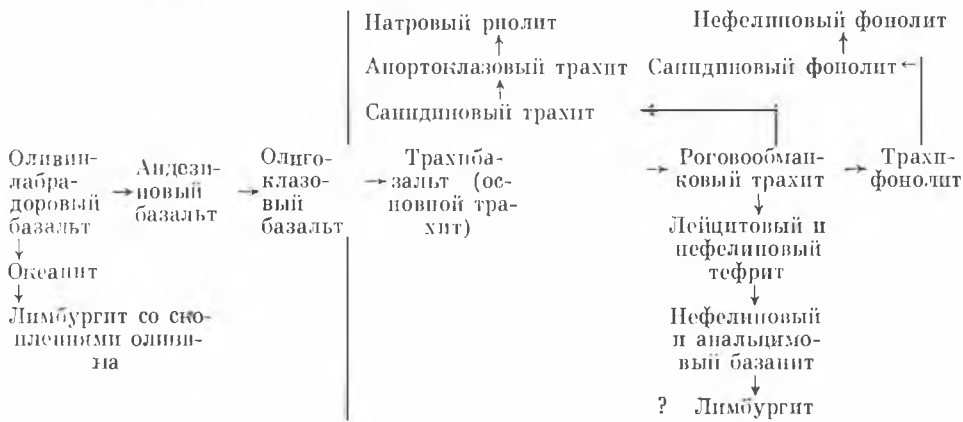 Натровый риолит
Нефелиновый фонолит
Анортоклазовый трахит
Санидиновый фонолит ←
Санидиновый трахит
Оливин-
лабра-
доровый
базальт
→
Андези-
новый
базальт
→
Олиго-
клазо-
вый
базальт
→
Трахиба-
зальт (ос-
новной тра-
хит)
→
Роговообман-
ковый трахит
→
Трахи-
фонолит
↓
Океанит
↓
Лимбургит со ско-
плениями оливи-
на
↓
Лейцитовый и
нефелиновый
тефрит
↓
Нефелиновый
и анальцимо-
вый базанит
↓
? Лимбургит